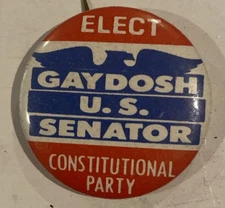 ELECT
GAYDOSH
U.S.
SENATOR
CONSTITUTIONAL
PARTY